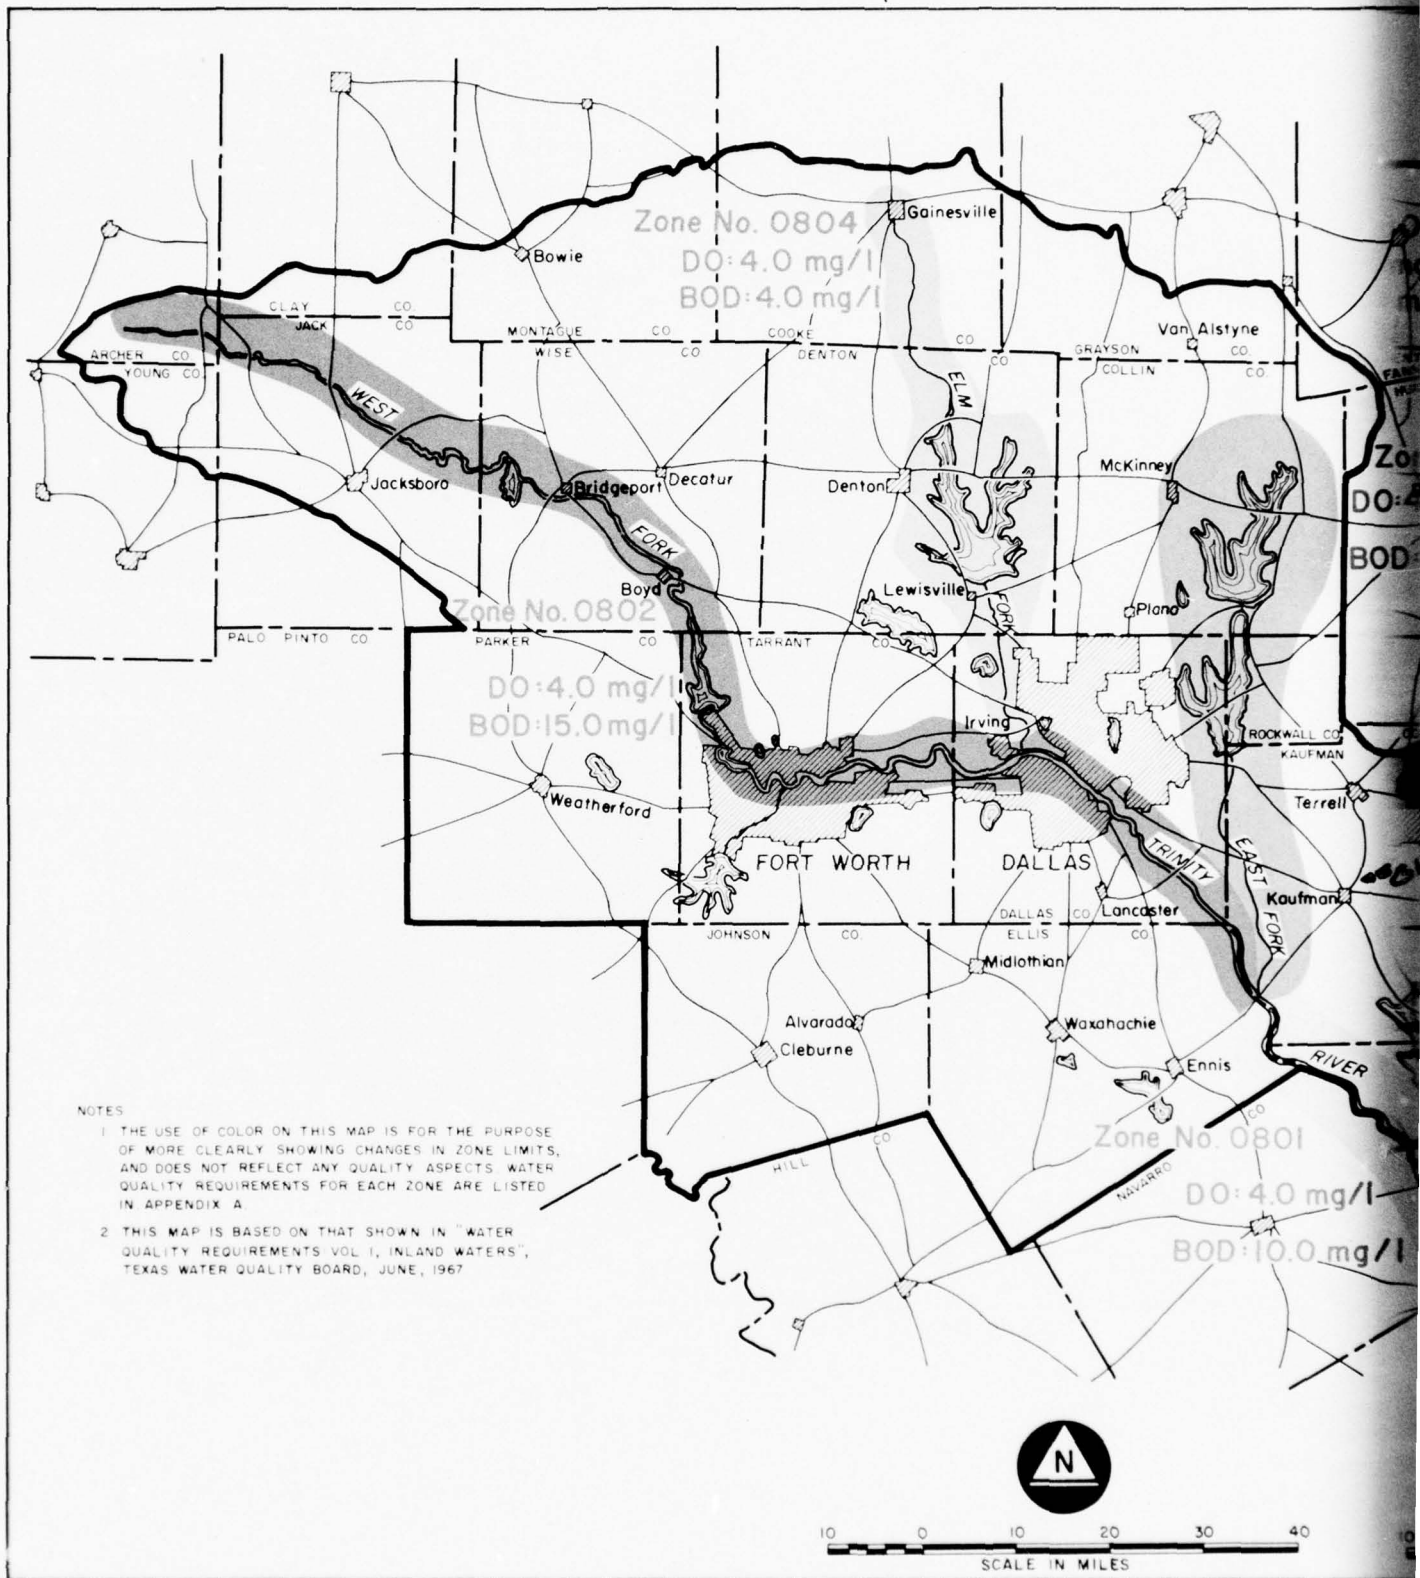 Zone No. 0804
DO: 4.0 mg/l
BOD: 4.0 mg/l
Gainesville
Bowie
CLAY CO.
JACK CO
MONTAGUE CO
COOKE CO
WISE CO
DENTON CO
Van Alstyne
GRAYSON CO.
COLLIN CO.
ARCHER CO.
YOUNG CO.
WEST
ELM
McKinney
Jacksboro
Bridgeport
Decatur
Denton
DO:
BOD:
FORK
Boyd
Lewisville
FORK
Plano
Zone No. 0802
PALO PINTO CO
PARKER CO
TARRANT CO.
DO: 4.0 mg/l
BOD: 15.0 mg/l
Irving
ROCKWALL CO.
KAUFMAN
Weatherford
Terrell
FORT WORTH
DALLAS
TRINITY
EAST
Kaufman
FORK
DALLAS CO
Lancaster
JOHNSON CO.
ELLIS CO.
Midlothian
Alvarado
Waxahachie
Cleburne
Ennis
RIVER
NOTES
1 THE USE OF COLOR ON THIS MAP IS FOR THE PURPOSE
OF MORE CLEARLY SHOWING CHANGES IN ZONE LIMITS,
AND DOES NOT REFLECT ANY QUALITY ASPECTS. WATER
QUALITY REQUIREMENTS FOR EACH ZONE ARE LISTED
IN APPENDIX A
2 THIS MAP IS BASED ON THAT SHOWN IN "WATER
QUALITY REQUIREMENTS VOL 1, INLAND WATERS",
TEXAS WATER QUALITY BOARD, JUNE, 1967
HILL CO
NAVARRO CO
Zone No. 0801
DO: 4.0 mg/l
BOD: 10.0 mg/l
N
10 0 10 20 30 40
SCALE IN MILES